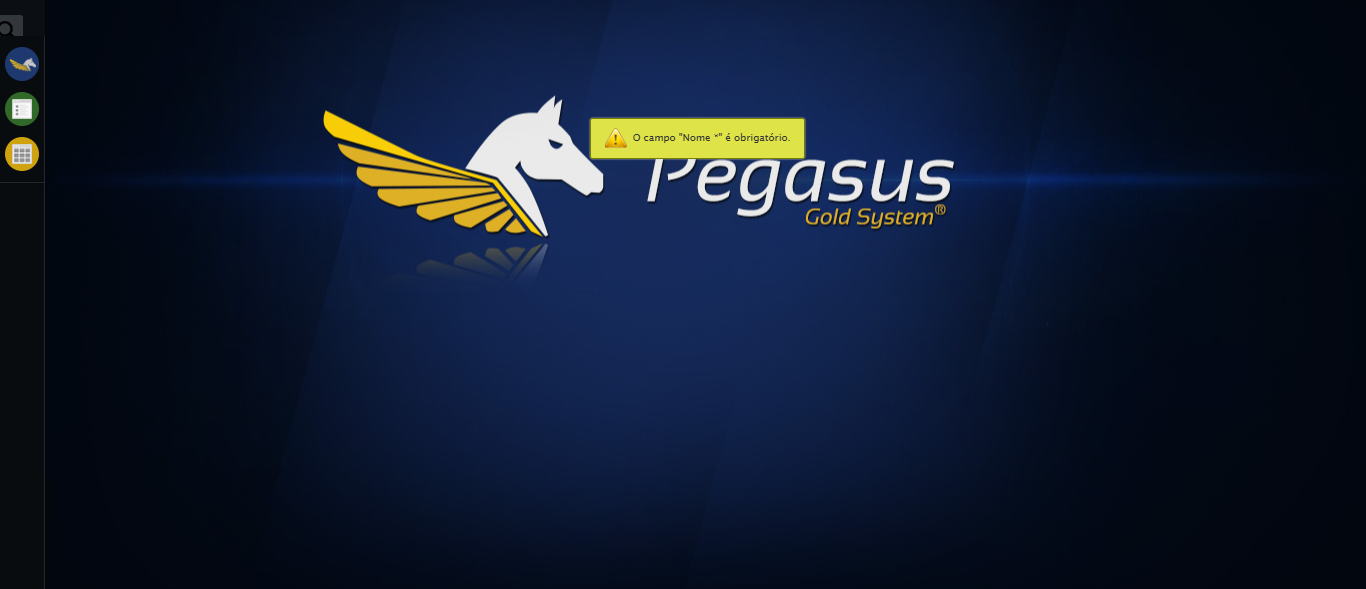 O campo "Nome *" é obrigatório.
Pegasus
Gold System®